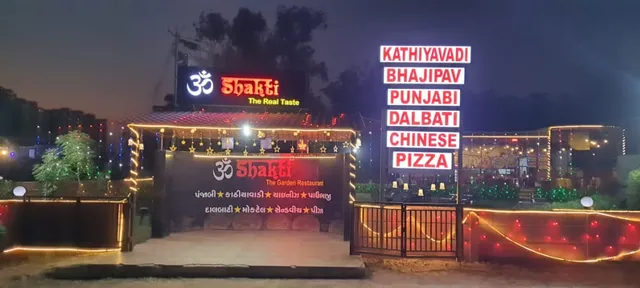 ૐ Shakti
The Real Taste
KATHIYAVADI
BHAJIPAV
PUNJABI
DALBATI
CHINESE
PIZZA
ૐ Shakti
The Garden Restaurant
પંજાબી ★ કાઠીયાવાડી ★ ચાઇનીઝ ★ પાઉંભાજી
દાલબાટી ★ મોકટેલ ★ સેન્ડવીચ ★ પીઝા